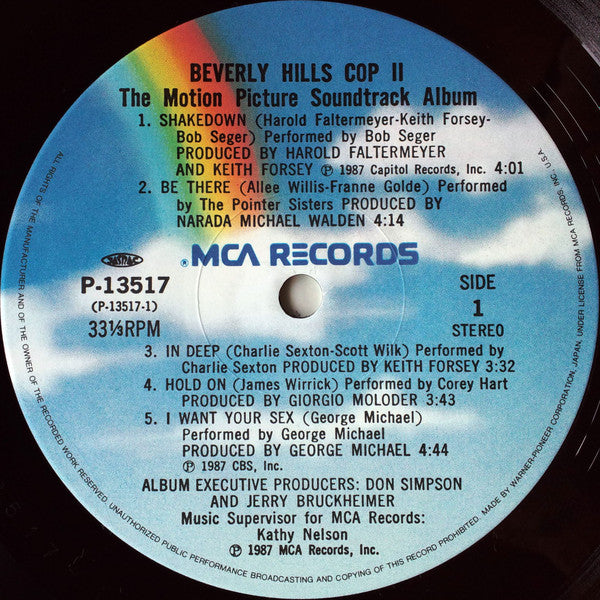 BEVERLY HILLS COP II
The Motion Picture Soundtrack Album
1. SHAKEDOWN (Harold Faltermeyer-Keith Forsey-
Bob Seger) Performed by Bob Seger
PRODUCED BY HAROLD FALTERMEYER
AND KEITH FORSEY ℗ 1987 Capitol Records, Inc. 4:01
2. BE THERE (Allee Willis-Franne Golde) Performed
by The Pointer Sisters PRODUCED BY
NARADA MICHAEL WALDEN 4:14
® MCA RECORDS
JASRAC
P-13517
(P-13517-1)
33⅓RPM
SIDE
1
STEREO
3. IN DEEP (Charlie Sexton-Scott Wilk) Performed by
Charlie Sexton PRODUCED BY KEITH FORSEY 3:32
4. HOLD ON (James Wirrick) Performed by Corey Hart
PRODUCED BY GIORGIO MOLODER 3:43
5. I WANT YOUR SEX (George Michael)
Performed by George Michael
PRODUCED BY GEORGE MICHAEL 4:44
℗ 1987 CBS, Inc.
ALBUM EXECUTIVE PRODUCERS: DON SIMPSON
AND JERRY BRUCKHEIMER
Music Supervisor for MCA Records:
Kathy Nelson
℗ 1987 MCA Records, Inc.
ALL RIGHTS OF THE MANUFACTURER AND OF THE OWNER OF THE RECORDED WORK RESERVED. UNAUTHORIZED PUBLIC PERFORMANCE BROADCASTING AND COPYING OF THIS RECORD PROHIBITED. MADE BY WARNER-PIONEER CORPORATION, JAPAN, UNDER LICENSE FROM MCA RECORDS, INC. U.S.A.